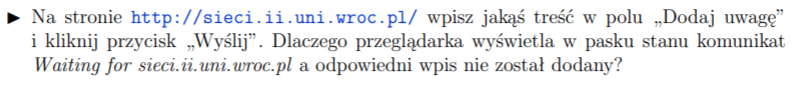 ► Na stronie http://sieci.ii.uni.wroc.pl/ wpisz jakąś treść w polu „Dodaj uwagę”
i kliknij przycisk „Wyślij”. Dlaczego przeglądarka wyświetla w pasku stanu komunikat
Waiting for sieci.ii.uni.wroc.pl a odpowiedni wpis nie został dodany?